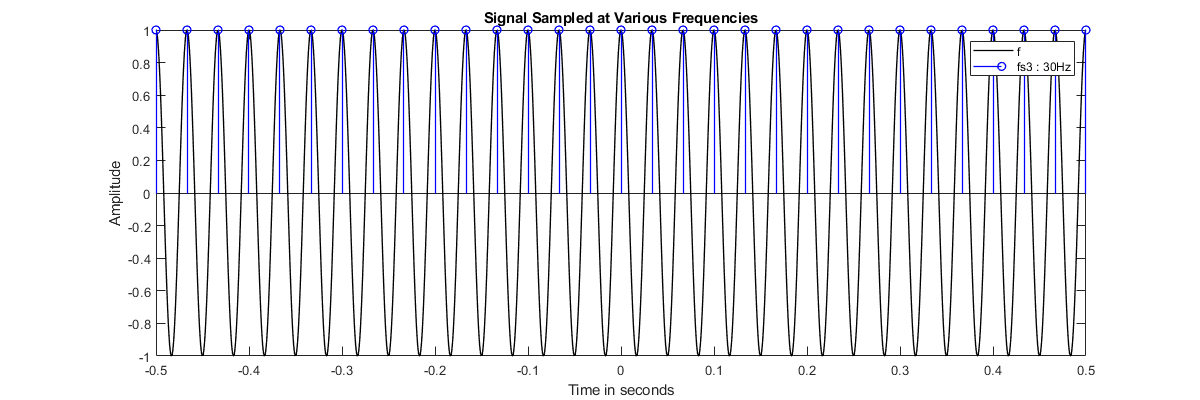 Signal Sampled at Various Frequencies
f
fs3 : 30Hz
1
0.8
0.6
0.4
0.2
0
-0.2
-0.4
-0.6
-0.8
-1
Amplitude
-0.5 -0.4 -0.3 -0.2 -0.1 0 0.1 0.2 0.3 0.4 0.5
Time in seconds